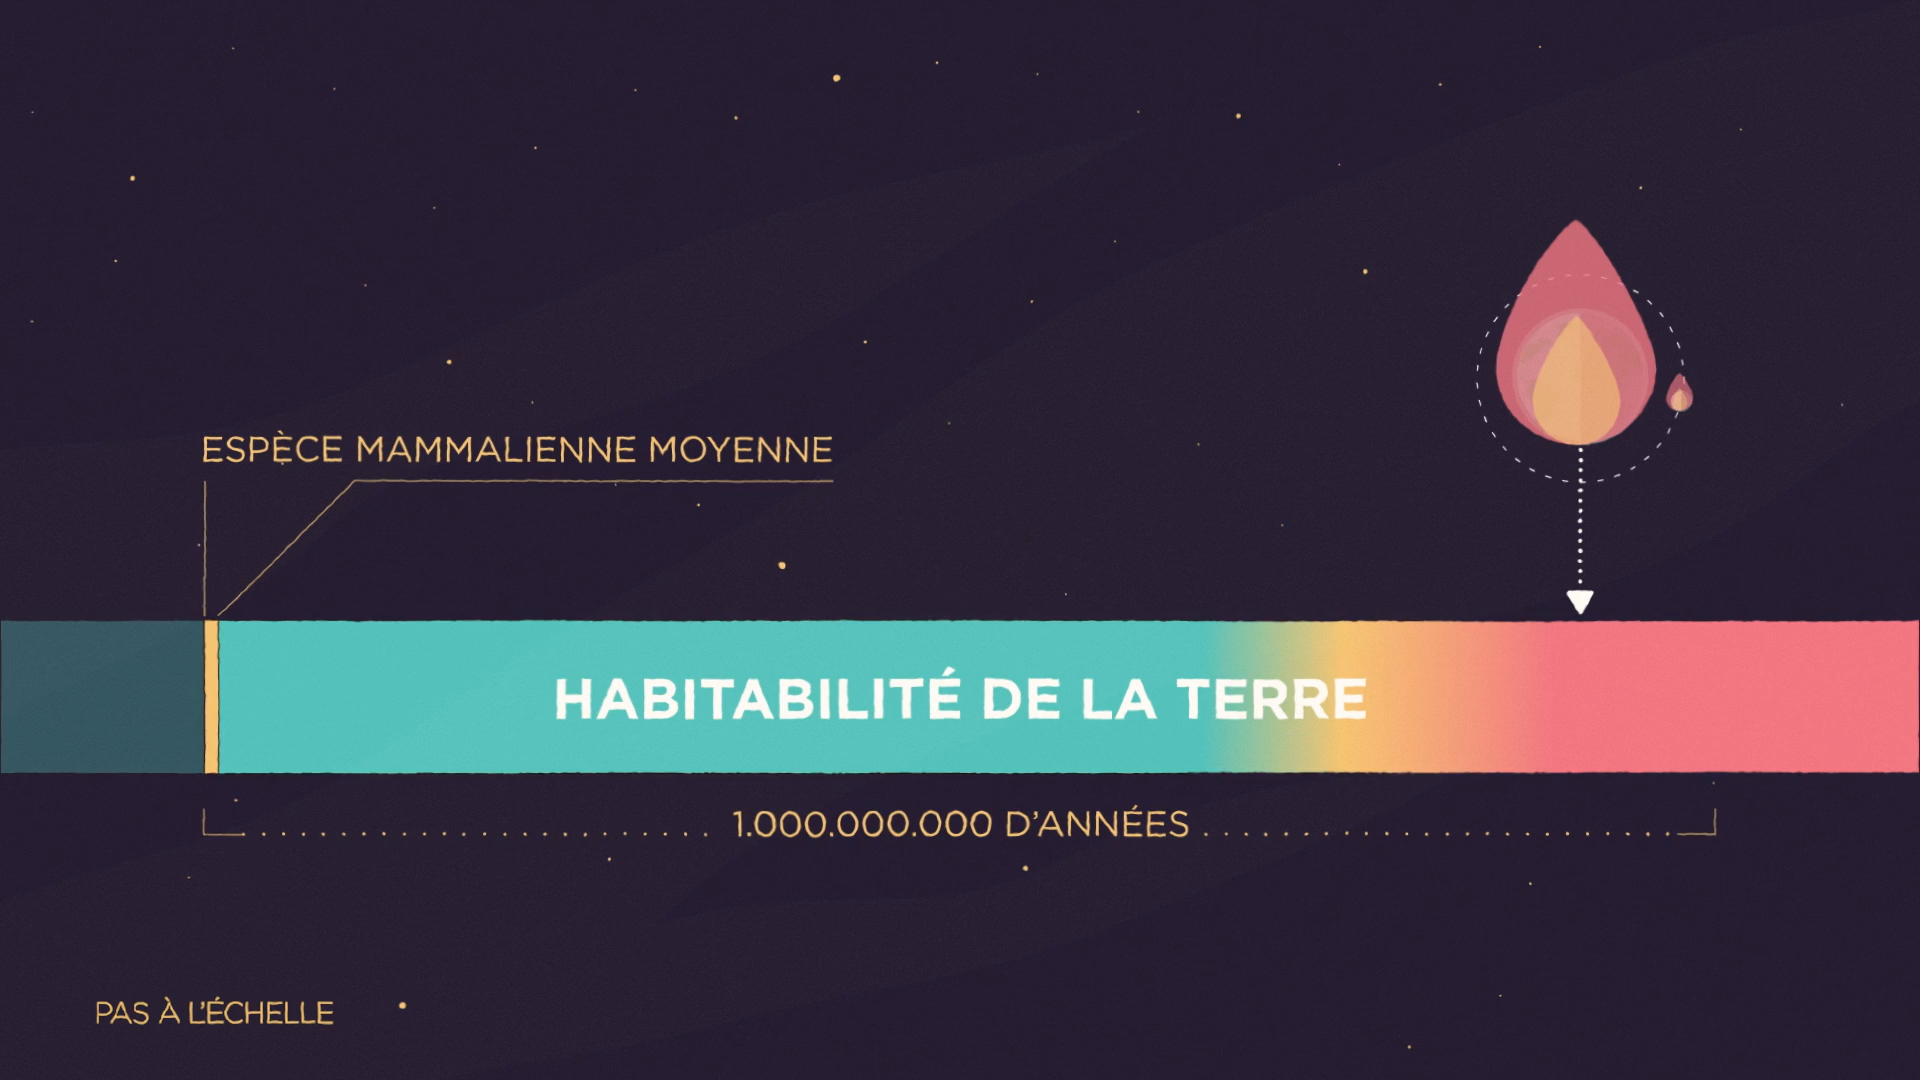 ESPÈCE MAMMALIENNE MOYENNE
HABITABILITÉ DE LA TERRE
1.000.000.000 D'ANNÉES
PAS À L'ÉCHELLE